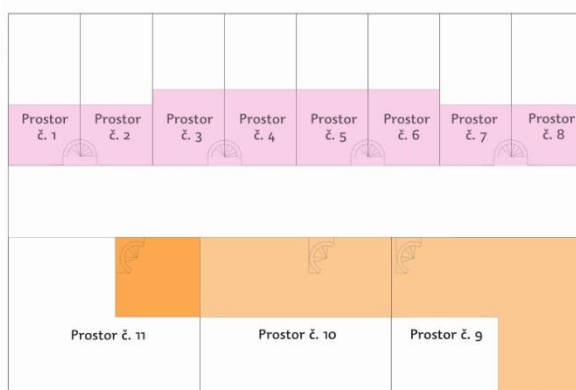 Prostor
č. 1
Prostor
č. 2
Prostor
č. 3
Prostor
č. 4
Prostor
č. 5
Prostor
č. 6
Prostor
č. 7
Prostor
č. 8
Prostor č. 11
Prostor č. 10
Prostor č. 9